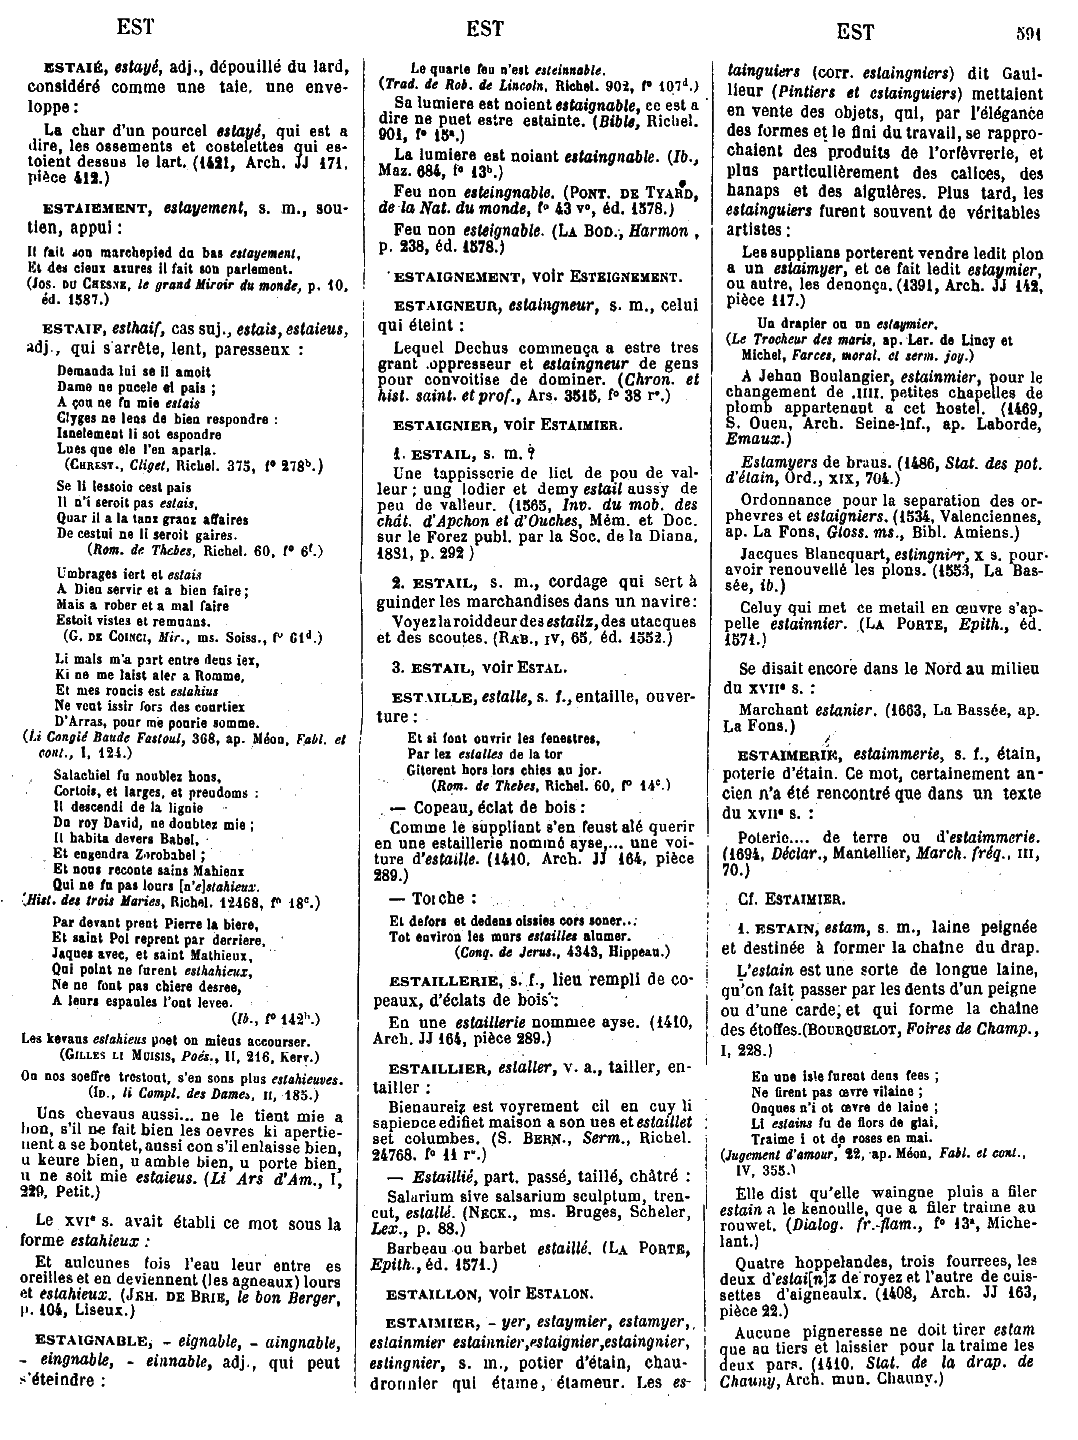 EST
EST
EST
591
ESTAIÉ, estayé, adj., dépouillé du lard,
considéré comme une taie, une enve-
loppe :
La char d'un pourcel estayé, qui est a
dire, les ossements et costelettes qui es-
toient dessus le lart. (1421, Arch. JJ 171,
pièce 412.)
ESTAIEMENT, estayement, s. m., sou-
tien, appui :
Il fait son marchepied du bas estayement,
Et des cieux azures il fait son parlement.
(Jos. DU CHESNE, le grand Miroir du monde, p. 10,
éd. 1587.)
ESTAIF, esthaif, cas suj., estais, estaieus,
adj., qui s'arrête, lent, paresseux :
Demanda lui se il amoit
Dame ne pucele el pais ;
A çou ne fu mie estais
Clyges ne lens de bien respondre :
Isnelement li sot espondre
Lues que ele l'en aparla.
(CHREST., Cliget, Richel. 375, f° 278b.)
Se li lessoie cest pais
Il n'i seroit pas estais,
Quar il a la tanz granz affaires
De cestui ne li seroit gaires.
(Rom. de Thebes, Richel. 60, f° 6f.)
Umbrages iert et estais
A Dieu servir et a bien faire ;
Mais a rober et a mal faire
Estoit vistes et remuans.
(G. DE COINCI, Mir., ms. Soiss., f° 61d.)
Li mals m'a part entre deus iex,
Ki ne me laist aler a Romme,
Et mes roncis est estahius
Ne veut issir fors des courtiex
D'Arras, pour me pourie somme.
(Li Congié Baude Fastoul, 368, ap. Méon, Fabl. et
cont., I, 124.)
Salachiel fu noublez hons,
Cortois, et larges, et preudoms :
Il descendi de la lignie
Du roy David, ne doubtez mie ;
Il habita devers Babel,
Et engendra Zorobabel ;
Et nous reconte sains Mahieux
Qui ne fu pas lours [n'e]stahieux.
(Hist. des trois Maries, Richel. 12468, f° 18c.)
Par devant prent Pierre la biere,
Et saint Pol reprent par derriere,
Jaques avec, et saint Mathieux,
Qui point ne furent esthahieux,
Ne ne font pas chiere desree,
A leurs espaules l'ont levee.
(Ib., f° 142b.)
Les kevaus estahieus puet on mieus accourser.
(GILLES LI MUISIS, Poés., II, 216, Kerv.)
On nos soeffre trestout, s'en sons plus estahieuves.
(ID., li Compl. des Dames, II, 185.)
Uns chevaus aussi... ne le tient mie a
bon, s'il ne fait bien les oevres ki apertie-
nent a se bontet, aussi con s'il enlaisse bien,
u keure bien, u amble bien, u porte bien,
u ne soit mie estaieus. (Li Ars d'Am., I,
229, Petit.)
Le XVIe s. avait établi ce mot sous la
forme estahieux :
Et aulcunes fois l'eau leur entre es
oreilles et en deviennent (les agneaux) lours
et estahieux. (JEH. DE BRIE, le bon Berger,
p. 104, Liseux.)
ESTAIGNABLE, - eignable, - aingnable,
- eingnable, - einnable, adj., qui peut
s'éteindre :
Le quarte feu n'est esteinnable.
(Trad. de Rob. de Lincoln, Richel. 902, f° 107d.)
Sa lumiere est noient estaignable, ce est a
dire ne puet estre estainte. (Bible, Richel.
901, f° 15a.)
La lumiere est noiant estaingnable. (Ib.,
Maz. 684, f° 13b.)
Feu non esteingnable. (PONT. DE TYARD,
de la Nat. du monde, f° 43 v°, éd. 1578.)
Feu non esteignable. (LA BOD., Harmon ,
p. 238, éd. 1578.)
ESTAIGNEMENT, voir ESTEIGNEMENT.
ESTAIGNEUR, estaingneur, s. m., celui
qui éteint :
Lequel Dechus commença a estre tres
grant oppresseur et estaingneur de gens
pour convoitise de dominer. (Chron. et
hist. saint. et prof., Ars. 3515, f° 38 r°.)
ESTAIGNIER, voir ESTAIMIER.
1. ESTAIL, s. m. ?
Une tappisserie de lict de pou de val-
leur ; ung lodier et demy estail aussy de
peu de valleur. (1565, Inv. du mob. des
chât. d'Apchon et d'Ouches, Mém. et Doc.
sur le Forez publ. par la Soc. de la Diana,
1881, p. 292 )
2. ESTAIL, s. m., cordage qui sert à
guinder les marchandises dans un navire :
Voyez la roiddeur des estailz, des utacques
et des scoutes. (RAB., IV, 65, éd. 1552.)
3. ESTAIL, voir ESTAL.
ESTAILLE, estalle, s. f., entaille, ouver-
ture :
Et si font ouvrir les fenestres,
Par lez estalles de la tor
Giterent hors lors chies au jor.
(Rom. de Thebes, Richel. 60, f° 14c.)
— Copeau, éclat de bois :
Comme le suppliant s'en feust alé querir
en une estaillerie nommé ayse,... une voi-
ture d'estaille. (1410, Arch. JJ 164, pièce
289.)
— Torche :
Et defors et dedens oissies cors soner..:
Tot environ les murs estailles alumer.
(Conq. de Jerus., 4343, Hippeau.)
ESTAILLERIE, s. f., lieu rempli de co-
peaux, d'éclats de bois :
En une estaillerie nommee ayse. (1410,
Arch. JJ 164, pièce 289.)
ESTAILLIER, estaller, v. a., tailler, en-
tailler :
Bienaureiz est voyrement cil en cuy li
sapience edifiet maison a son ues et estaillet
set columbes. (S. BERN., Serm., Richel.
24768, f° 11 r°.)
— Estaillié, part. passé, taillé, châtré :
Salarium sive salsarium sculptum, tren-
cut, estallé. (NECK., ms. Bruges, Scheler,
Lex., p. 88.)
Barbeau ou barbet estaillé. (LA PORTE,
Epith., éd. 1571.)
ESTAILLON, voir ESTALON.
ESTAIMIER, - yer, estaymier, estamyer,
eslainmier estainnier, estaignier, estaingnier,
estingnier, s. m., potier d'étain, chau-
dronnier qui étame, étameur. Les es-
tainguiers (corr. estaingniers) dit Gaul-
lieur (Pintiers et estainguiers) mettaient
en vente des objets, qui, par l'élégance
des formes et le fini du travail, se rappro-
chaient des produits de l'orfèvrerie, et
plus particulièrement des calices, des
hanaps et des aiguières. Plus tard, les
estainguiers furent souvent de véritables
artistes :
Les supplians porterent vendre ledit plon
a un estaimyer, et ce fait ledit estaymier,
ou autre, les denonça. (1391, Arch. JJ 142,
pièce 117.)
Un drapier ou un estaymier.
(Le Trocheur des maris, ap. Ler. de Lincy et
Michel, Farces, moral. et serm. joy.)
A Jehan Boulangier, estainmier, pour le
changement de .IIII. petites chapelles de
plomb appartenant a cet hostel. (1469,
S. Ouen, Arch. Seine-Inf., ap. Laborde,
Emaux.)
Estamyers de braus. (1486, Stat. des pot.
d'étain, Ord., XIX, 704.)
Ordonnance pour la separation des or-
phevres et estaigniers. (1534, Valenciennes,
ap. La Fons, Gloss. ms., Bibl. Amiens.)
Jacques Blancquart, estingnier, x s. pour
avoir renouvellé les plons. (1553, La Bas-
sée, ib.)
Celuy qui met ce metail en œuvre s'ap-
pelle estainnier. (LA PORTE, Epith., éd.
1571.)
Se disait encore dans le Nord au milieu
du XVIIe s. :
Marchant estanier. (1663, La Bassée, ap.
La Fons.)
ESTAIMERIE, estaimmerie, s. f., étain,
poterie d'étain. Ce mot, certainement an-
cien n'a été rencontré que dans un texte
du XVIIe s. :
Poterie.... de terre ou d'estaimmerie.
(1694, Déclar., Mantellier, March. fréq., III,
70.)
Cf. ESTAIMIER.
1. ESTAIN, estam, s. m., laine peignée
et destinée à former la chaîne du drap.
L'estain est une sorte de longue laine,
qu'on fait passer par les dents d'un peigne
ou d'une carde, et qui forme la chaîne
des étoffes. (BOURQUELOT, Foires de Champ.,
I, 228.)
En une isle furent deus fees ;
Ne firent pas œvre vilaine ;
Onques n'i ot œvre de laine ;
Li estains fu de flors de glai,
Traime i ot de roses en mai.
(Jugement d'amour, 22, ap. Méon, Fabl. et cont.,
IV, 355.)
Elle dist qu'elle waingne pluis a filer
estain a le kenoulle, que a filer traime au
rouwet. (Dialog. fr.-flam., f° 13a, Miche-
lant.)
Quatre hoppelandes, trois fourrees, les
deux d'estai[n]z de royez et l'autre de cuis-
settes d'aigneaulx. (1408, Arch. JJ 163,
pièce 22.)
Aucune pigneresse ne doit tirer estam
que au tiers et laissier pour la traime les
deux pars. (1410. Stat. de la drap. de
Chauny, Arch. mun. Chauny.)